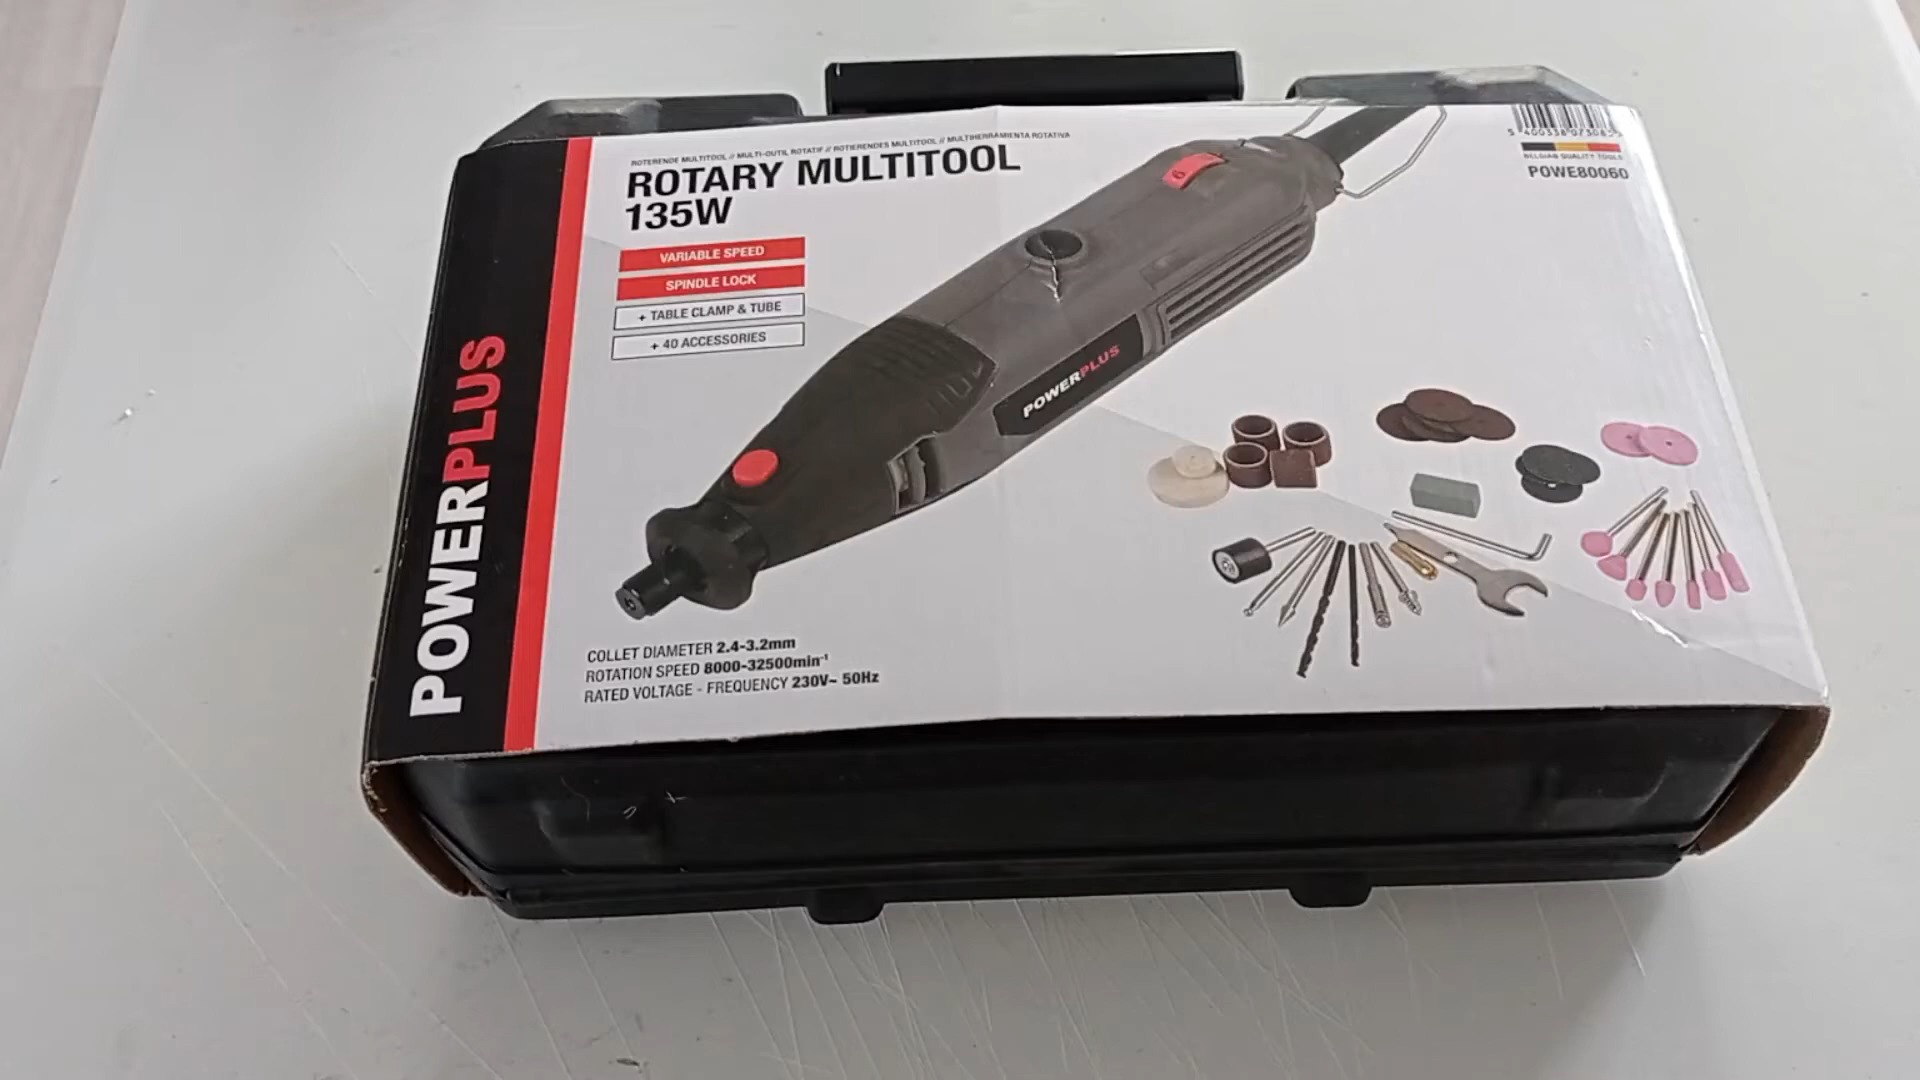 ROTERENDE MULTITOOL // MULTI-OUTIL ROTATIF // ROTIERENDES MULTITOOL // MULTIHERRAMIENTA ROTATIVA
ROTARY MULTITOOL
135W
VARIABLE SPEED
SPINDLE LOCK
+ TABLE CLAMP & TUBE
+ 40 ACCESSORIES
POWERPLUS
6
POWERPLUS
COLLET DIAMETER 2.4-3.2mm
ROTATION SPEED 8000-32500min⁻¹
RATED VOLTAGE - FREQUENCY 230V~ 50Hz
BELGIAN QUALITY TOOLS
POWE80060